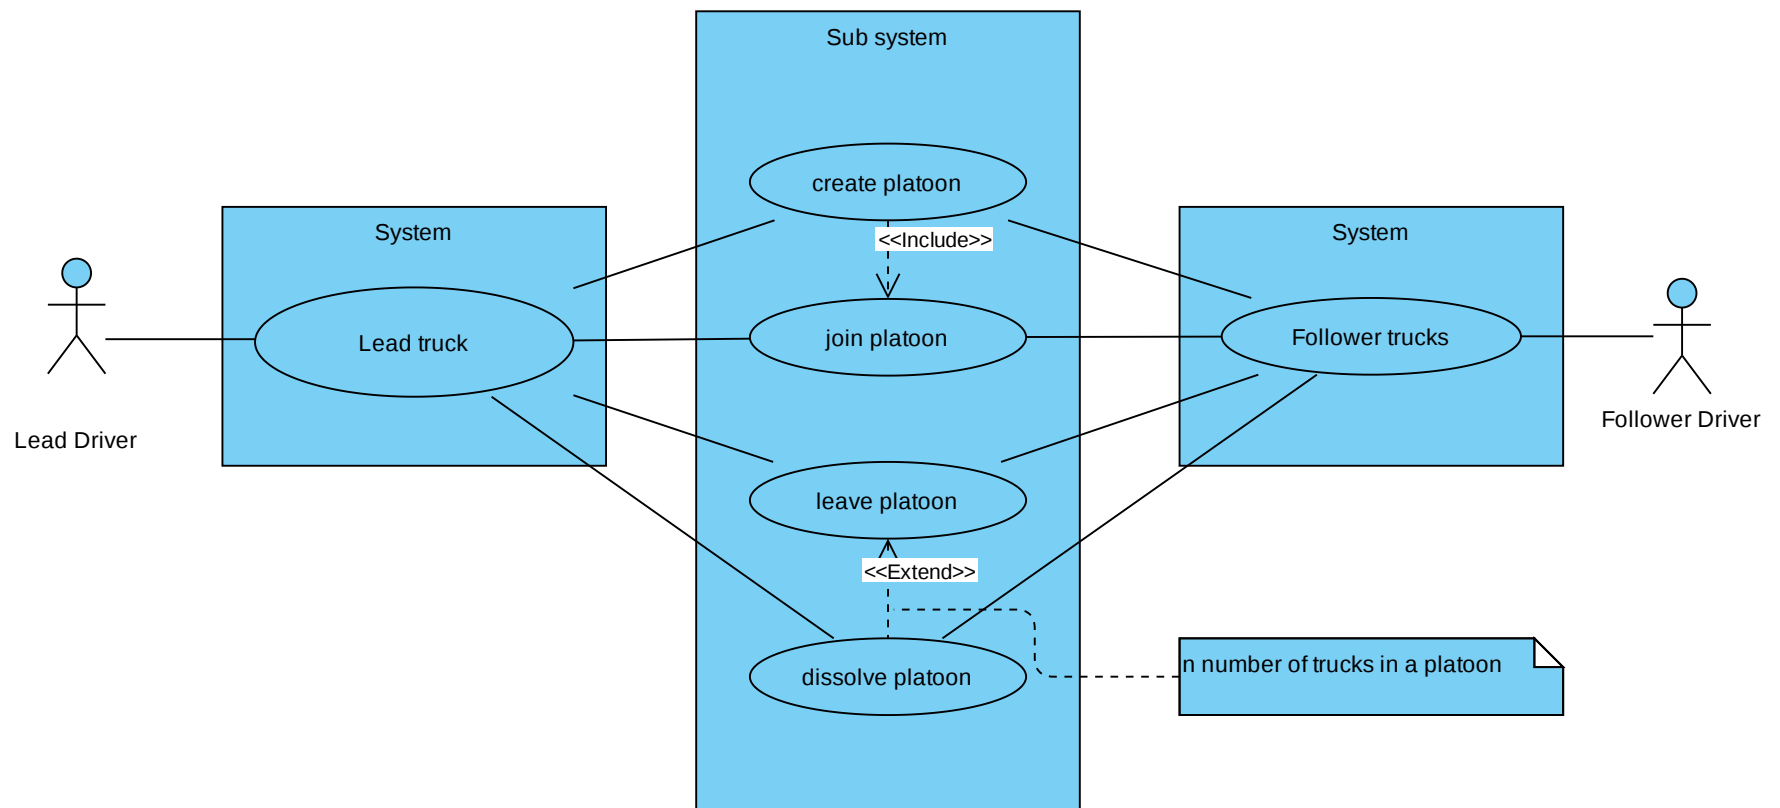 Sub system
create platoon
<<Include>>
join platoon
leave platoon
<<Extend>>
dissolve platoon
System
Lead truck
Lead Driver
System
Follower trucks
Follower Driver
n number of trucks in a platoon